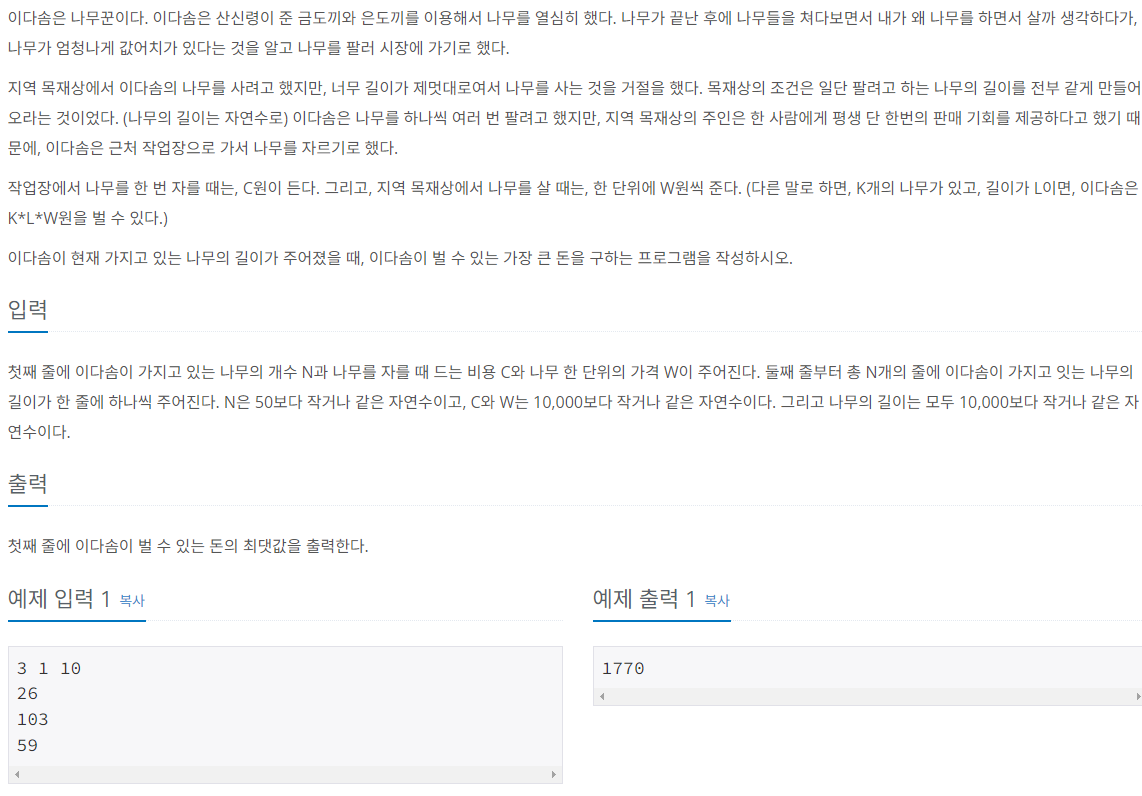 이다솜은 나무꾼이다. 이다솜은 산신령이 준 금도끼와 은도끼를 이용해서 나무를 열심히 했다. 나무가 끝난 후에 나무들을 쳐다보면서 내가 왜 나무를 하면서 살까 생각하다가,
나무가 엄청나게 값어치가 있다는 것을 알고 나무를 팔러 시장에 가기로 했다.
지역 목재상에서 이다솜의 나무를 사려고 했지만, 너무 길이가 제멋대로여서 나무를 사는 것을 거절을 했다. 목재상의 조건은 일단 팔려고 하는 나무의 길이를 전부 같게 만들어
오라는 것이었다. (나무의 길이는 자연수로) 이다솜은 나무를 하나씩 여러 번 팔려고 했지만, 지역 목재상의 주인은 한 사람에게 평생 단 한번의 판매 기회를 제공하다고 했기 때
문에, 이다솜은 근처 작업장으로 가서 나무를 자르기로 했다.
작업장에서 나무를 한 번 자를 때는, C원이 든다. 그리고, 지역 목재상에서 나무를 살 때는, 한 단위에 W원씩 준다. (다른 말로 하면, K개의 나무가 있고, 길이가 L이면, 이다솜은
K*L*W원을 벌 수 있다.)
이다솜이 현재 가지고 있는 나무의 길이가 주어졌을 때, 이다솜이 벌 수 있는 가장 큰 돈을 구하는 프로그램을 작성하시오.
입력
첫째 줄에 이다솜이 가지고 있는 나무의 개수 N과 나무를 자를 때 드는 비용 C와 나무 한 단위의 가격 W이 주어진다. 둘째 줄부터 총 N개의 줄에 이다솜이 가지고 잇는 나무의
길이가 한 줄에 하나씩 주어진다. N은 50보다 작거나 같은 자연수이고, C와 W는 10,000보다 작거나 같은 자연수이다. 그리고 나무의 길이는 모두 10,000보다 작거나 같은 자
연수이다.
출력
첫째 줄에 이다솜이 벌 수 있는 돈의 최댓값을 출력한다.
예제 입력 1 복사
3 1 10
26
103
59
예제 출력 1 복사
1770